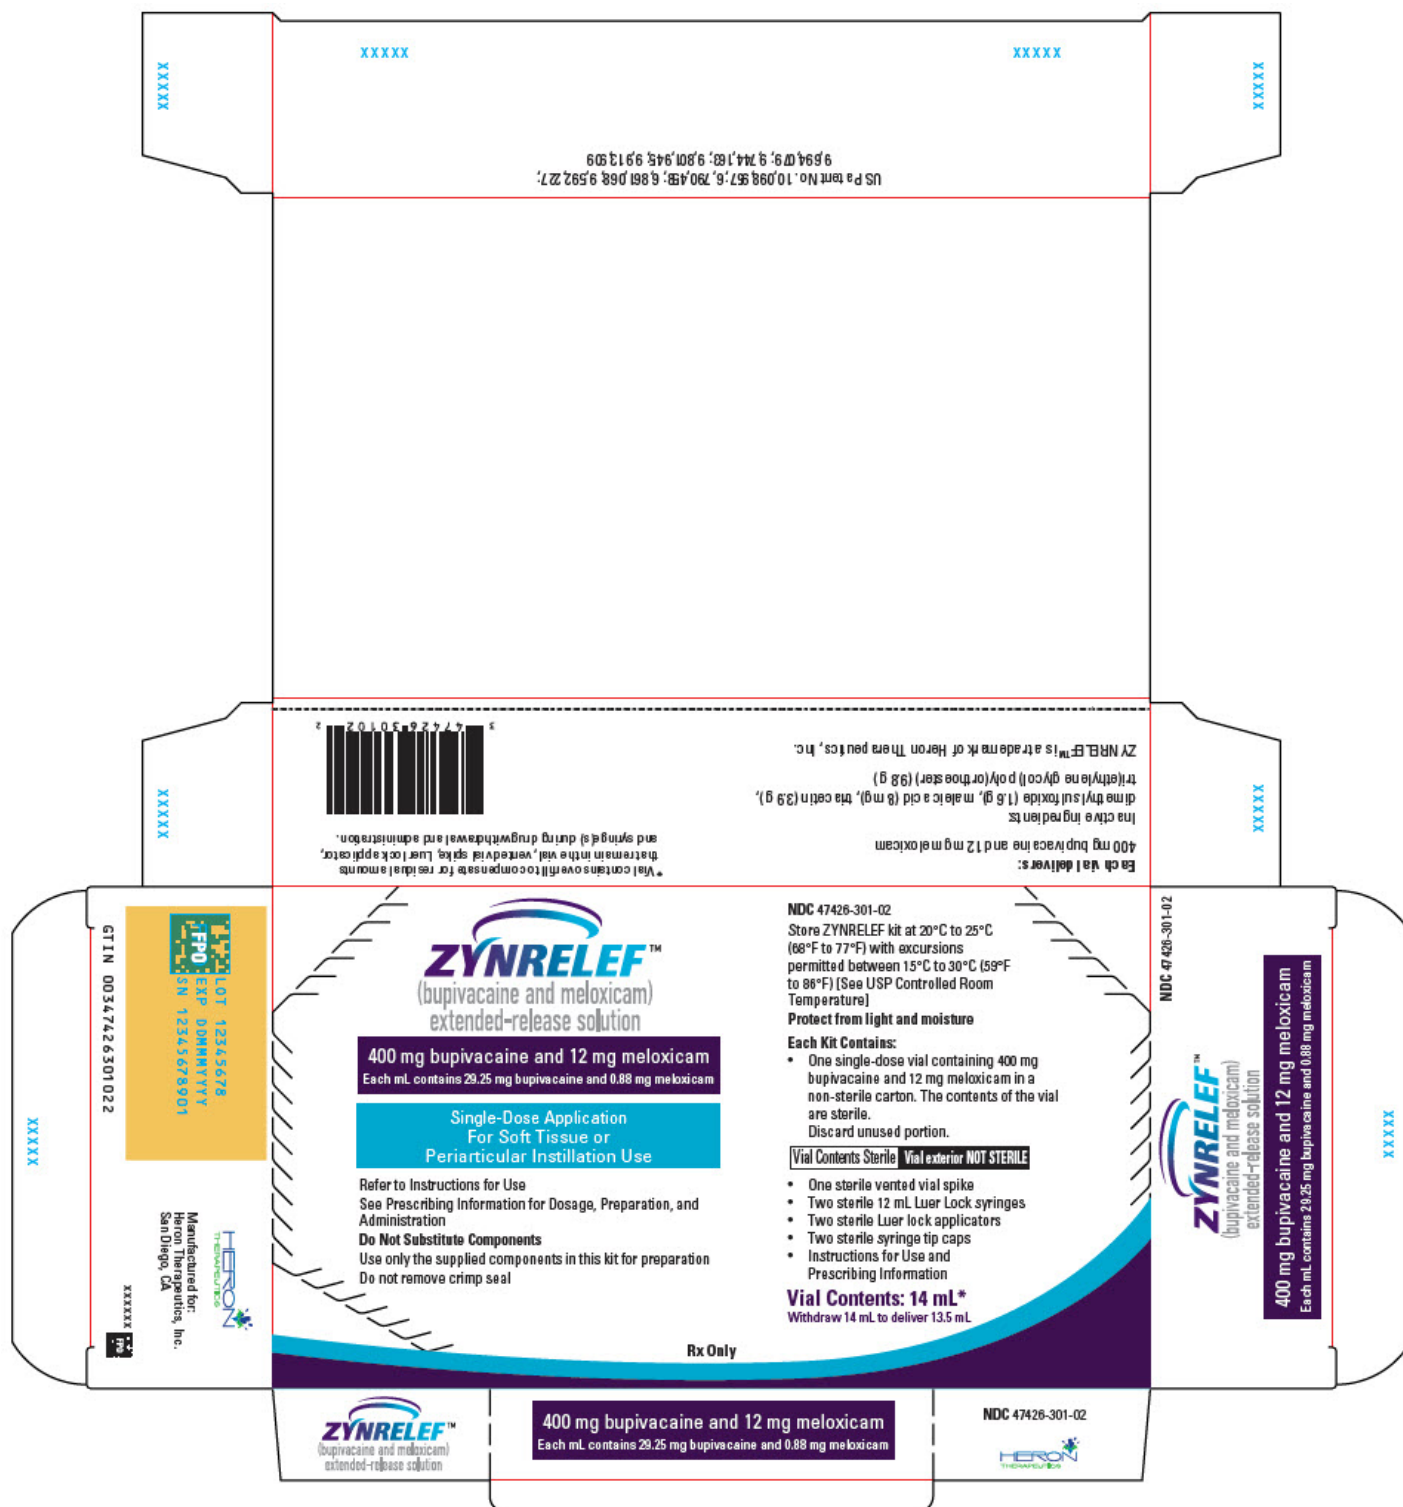 XXXXX
XXXXX
XXXXX
XXXXX
US Patent No. 10,098,957; 6,790,458; 6,861,068; 9,592,227;
9,694,079; 9,744,163; 9,801,945; 9,913,909
Each vial delivers:
400 mg bupivacaine and 12 mg meloxicam
Inactive ingredients
dimethyl sulfoxide (1.6 g), maleic acid (8 mg), triacetin (3.9 g),
tri(ethylene glycol) poly(orthoester) (9.8 g)
ZYNRELEF™ is a trademark of Heron Therapeutics, Inc.
*Vial contains overfill to compensate for residual amounts
that remain in the vial, vented vial spike, Luer lock applicator,
and syringe(s) during drug withdrawal and administration.
3 47426-301-02 2
XXXXX
XXXXX
ZYNRELEF™
(bupivacaine and meloxicam)
extended-release solution
400 mg bupivacaine and 12 mg meloxicam
Each mL contains 29.25 mg bupivacaine and 0.88 mg meloxicam
Single-Dose Application
For Soft Tissue or
Periarticular Instillation Use
Refer to Instructions for Use
See Prescribing Information for Dosage, Preparation, and
Administration
Do Not Substitute Components
Use only the supplied components in this kit for preparation
Do not remove crimp seal
NDC 47426-301-02
Store ZYNRELEF kit at 20°C to 25°C
(68°F to 77°F) with excursions
permitted between 15°C to 30°C (59°F
to 86°F) [See USP Controlled Room
Temperature]
Protect from light and moisture
Each Kit Contains:
• One single-dose vial containing 400 mg
bupivacaine and 12 mg meloxicam in a
non-sterile carton. The contents of the vial
are sterile.
Discard unused portion.
Vial Contents Sterile Vial exterior NOT STERILE
• One sterile vented vial spike
• Two sterile 12 mL Luer Lock syringes
• Two sterile Luer lock applicators
• Two sterile syringe tip caps
• Instructions for Use and
Prescribing Information
Vial Contents: 14 mL*
Withdraw 14 mL to deliver 13.5 mL
Rx Only
FPO
LOT 12345678
EXP DDMMMYYYY
SN 12345678901
GTIN 00347426301022
XXXXX
HERON
THERAPEUTICS
Manufactured for:
Heron Therapeutics, Inc.
San Diego, CA
XXXXXX
FPO
NDC 47426-301-02
ZYNRELEF™
(bupivacaine and meloxicam)
extended-release solution
400 mg bupivacaine and 12 mg meloxicam
Each mL contains 29.25 mg bupivacaine and 0.88 mg meloxicam
XXXXX
ZYNRELEF™
(bupivacaine and meloxicam)
extended-release solution
400 mg bupivacaine and 12 mg meloxicam
Each mL contains 29.25 mg bupivacaine and 0.88 mg meloxicam
NDC 47426-301-02
HERON
THERAPEUTICS